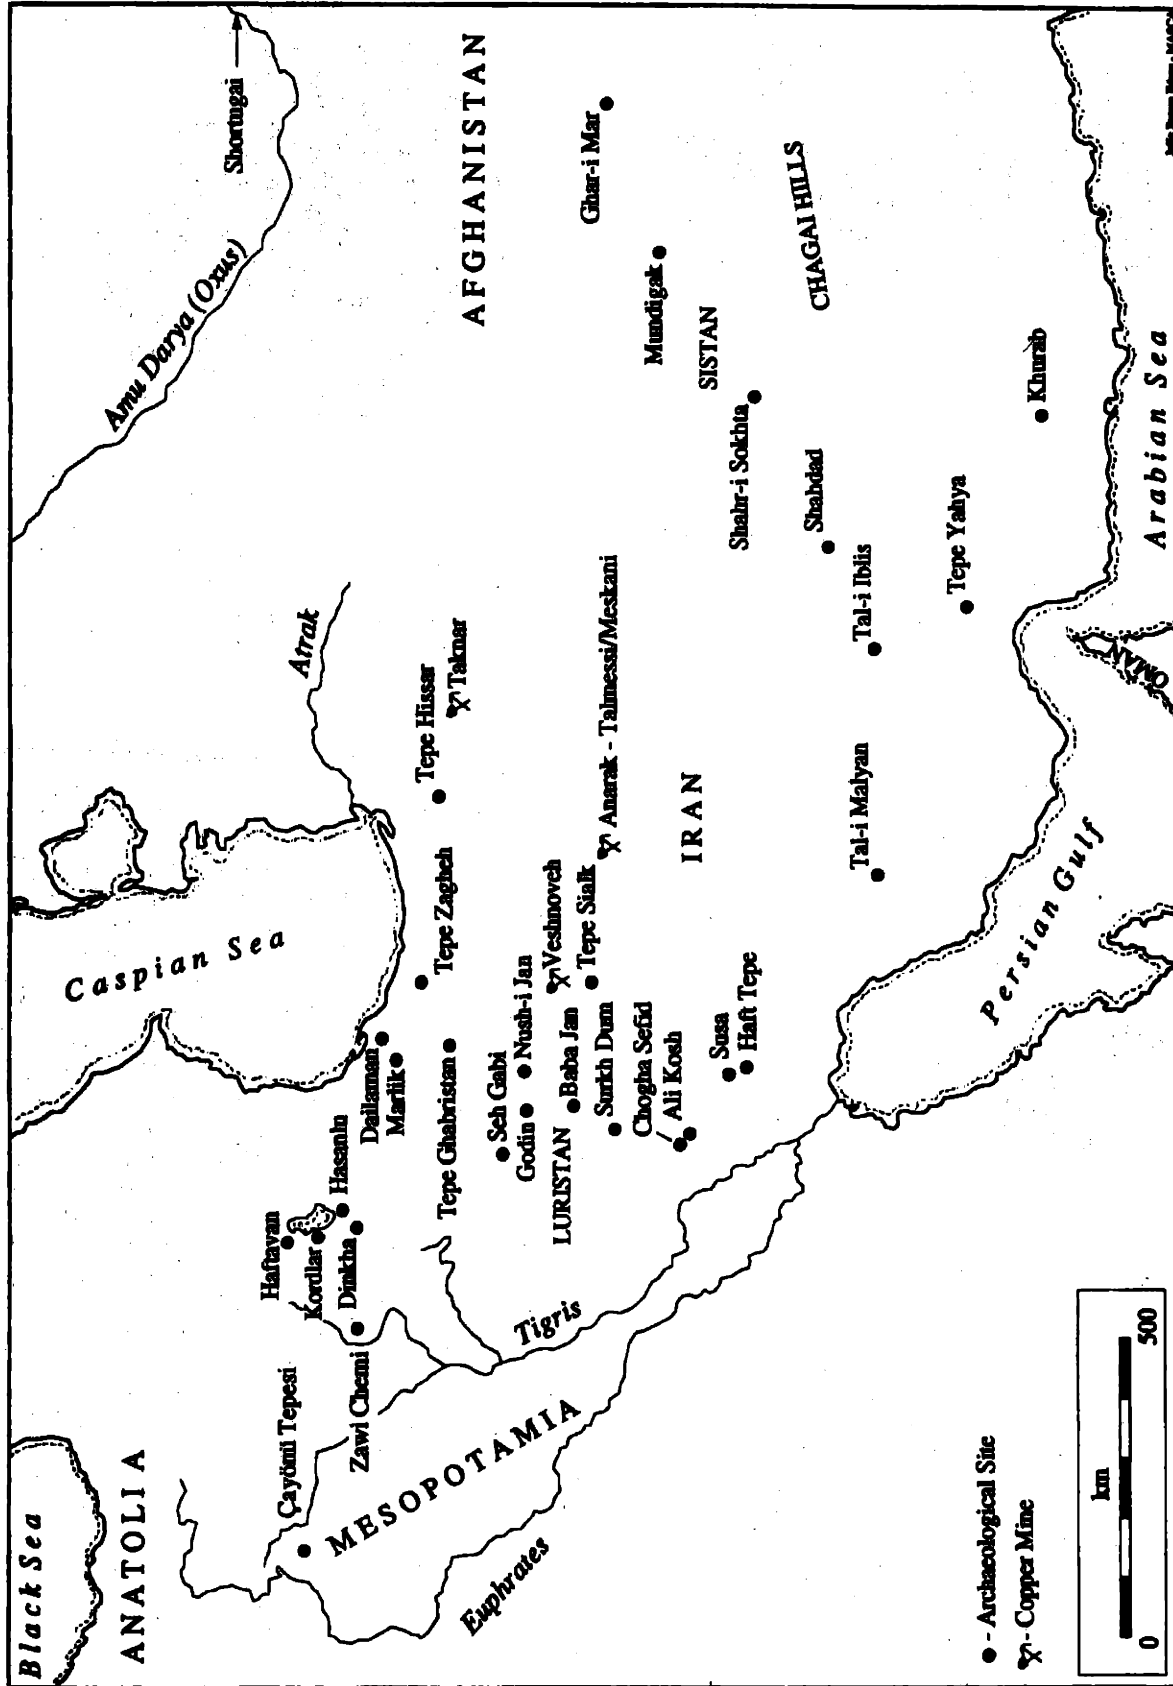 Black Sea
ANATOLIA
Caspian Sea
Amu Darya (Oxus)
Shortugai
Atrak
AFGHANISTAN
Haftavan
Kordlar
Hasanlu
Dinkha
Çayönü Tepesi
Zawi Chemi
Dailaman
Marlik
Tepe Ghabristan
Tepe Zagheh
Tepe Hissar
Taknar
Ghar-i Mar
MESOPOTAMIA
Tigris
Euphrates
Seh Gabi
Godin
Nush-i Jan
LURISTAN
Baba Jan
Veshnoveh
Tepe Sialk
Surkh Dum
Anarak - Talmessi/Meskani
Mundigak
Chogha Sefid
Ali Kosh
Susa
Haft Tepe
IRAN
SISTAN
Shahr-i Sokhta
CHAGAI HILLS
Shahdad
Tal-i Iblis
Tal-i Malyan
Tepe Yahya
Khurab
Persian Gulf
OMAN
Arabian Sea
- Archaeological Site
- Copper Mine
km
0 500